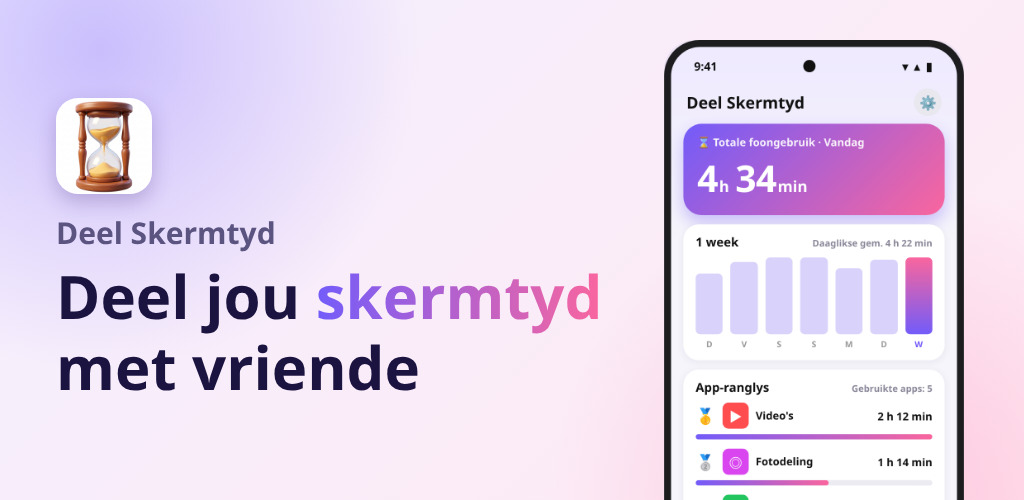 Deel Skermtyd
Deel jou skermtyd
met vriende
9:41
Deel Skermtyd
Totale foongebruik · Vandag
4h 34min
1 week
Daaglikse gem. 4 h 22 min
D V S S M D W
App-ranglys
Gebruikte apps: 5
Video's
2 h 12 min
Fotodeling
1 h 14 min